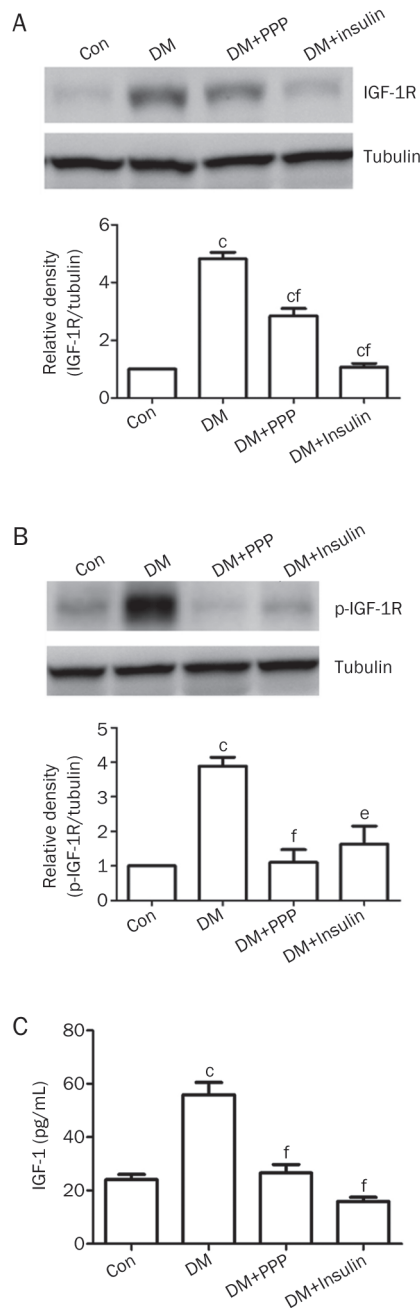 A
Con DM DM+PPP DM+insulin
IGF-1R
Tubulin
Relative density
(IGF-1R/tubulin)
6
4
2
0
c
cf
cf
Con DM DM+PPP DM+Insulin
B
Con DM DM+PPP DM+Insulin
p-IGF-1R
Tubulin
Relative density
(p-IGF-1R/tubulin)
5
4
3
2
1
0
c
f
e
Con DM DM+PPP DM+Insulin
C
IGF-1 (pg/mL)
80
60
40
20
0
c
f
f
Con DM DM+PPP DM+Insulin